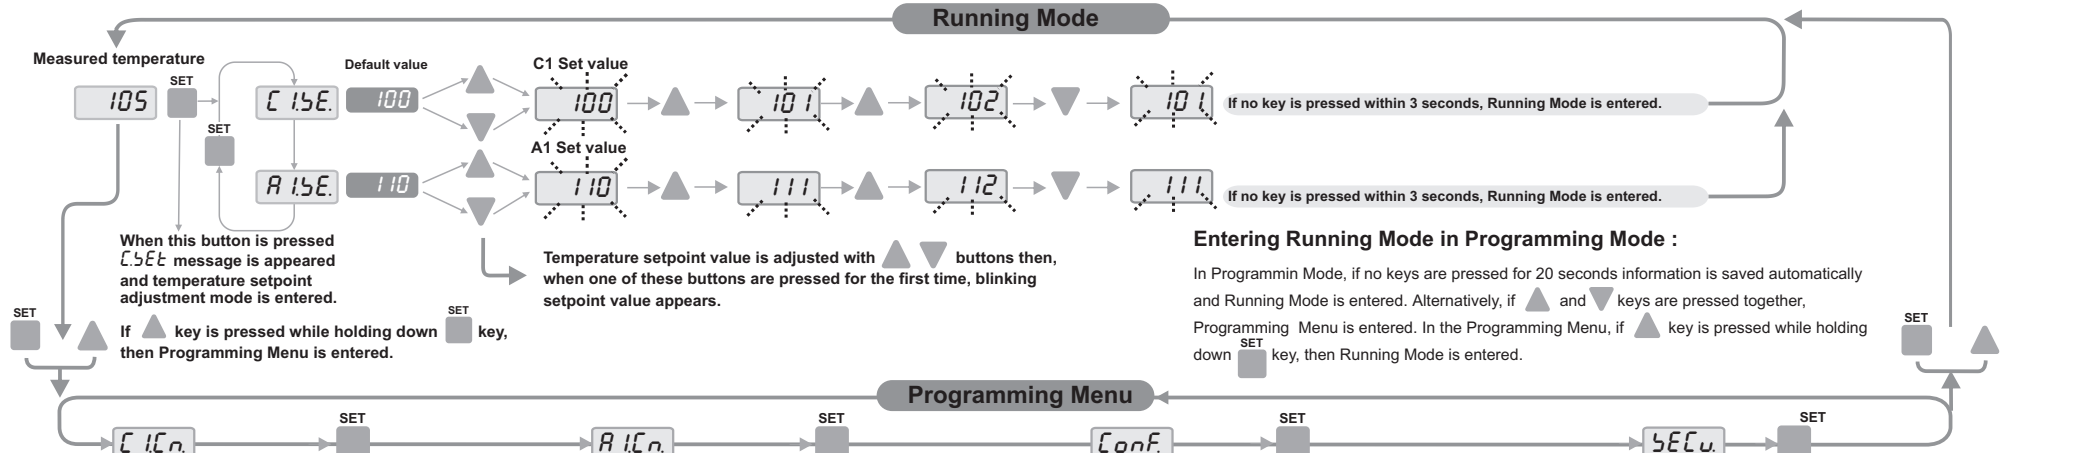 Running Mode
Measured temperature
SET
105
C1.SE.
Default value
100
C1 Set value
100
101
102
101
If no key is pressed within 3 seconds, Running Mode is entered.
SET
A1.SE.
110
A1 Set value
110
111
112
111
If no key is pressed within 3 seconds, Running Mode is entered.
When this button is pressed
C.SEt message is appeared
and temperature setpoint
adjustment mode is entered.
Temperature setpoint value is adjusted with buttons then,
when one of these buttons are pressed for the first time, blinking
setpoint value appears.
Entering Running Mode in Programming Mode :
In Programmin Mode, if no keys are pressed for 20 seconds information is saved automatically
and Running Mode is entered. Alternatively, if and keys are pressed together,
Programming Menu is entered. In the Programming Menu, if key is pressed while holding
down SET key, then Running Mode is entered.
SET
If key is pressed while holding down SET key,
then Programming Menu is entered.
SET
Programming Menu
C1.Cn.
SET
A1.Cn.
SET
ConF.
SET
SECu.
SET